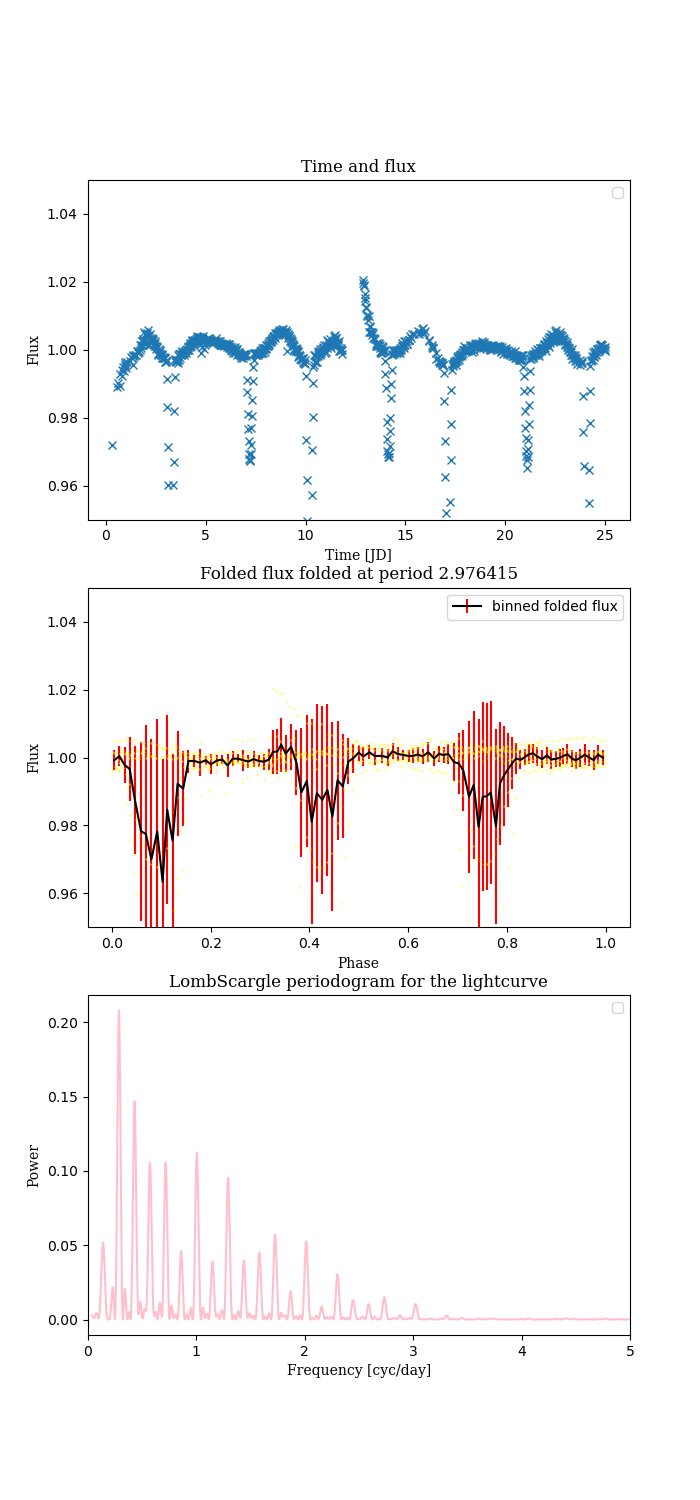 Time and flux
1.04
1.02
1.00
0.98
0.96
Flux
0 5 10 15 20 25
Time [JD]
Folded flux folded at period 2.976415
binned folded flux
1.04
1.02
1.00
0.98
0.96
Flux
0.0 0.2 0.4 0.6 0.8 1.0
Phase
LombScargle periodogram for the lightcurve
0.20
0.15
0.10
0.05
0.00
Power
0 1 2 3 4 5
Frequency [cyc/day]